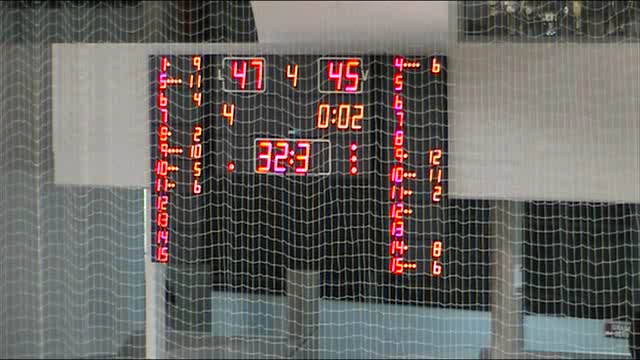 1 9 L 47 4 45 V 4 6
5 11 5
6 4 4 0:02 6
7 7
8 2 8
9 10 32:3 9 12
10 5 10 11
11 6 11 2
12 12
13 13
14 14 8
15 15 6